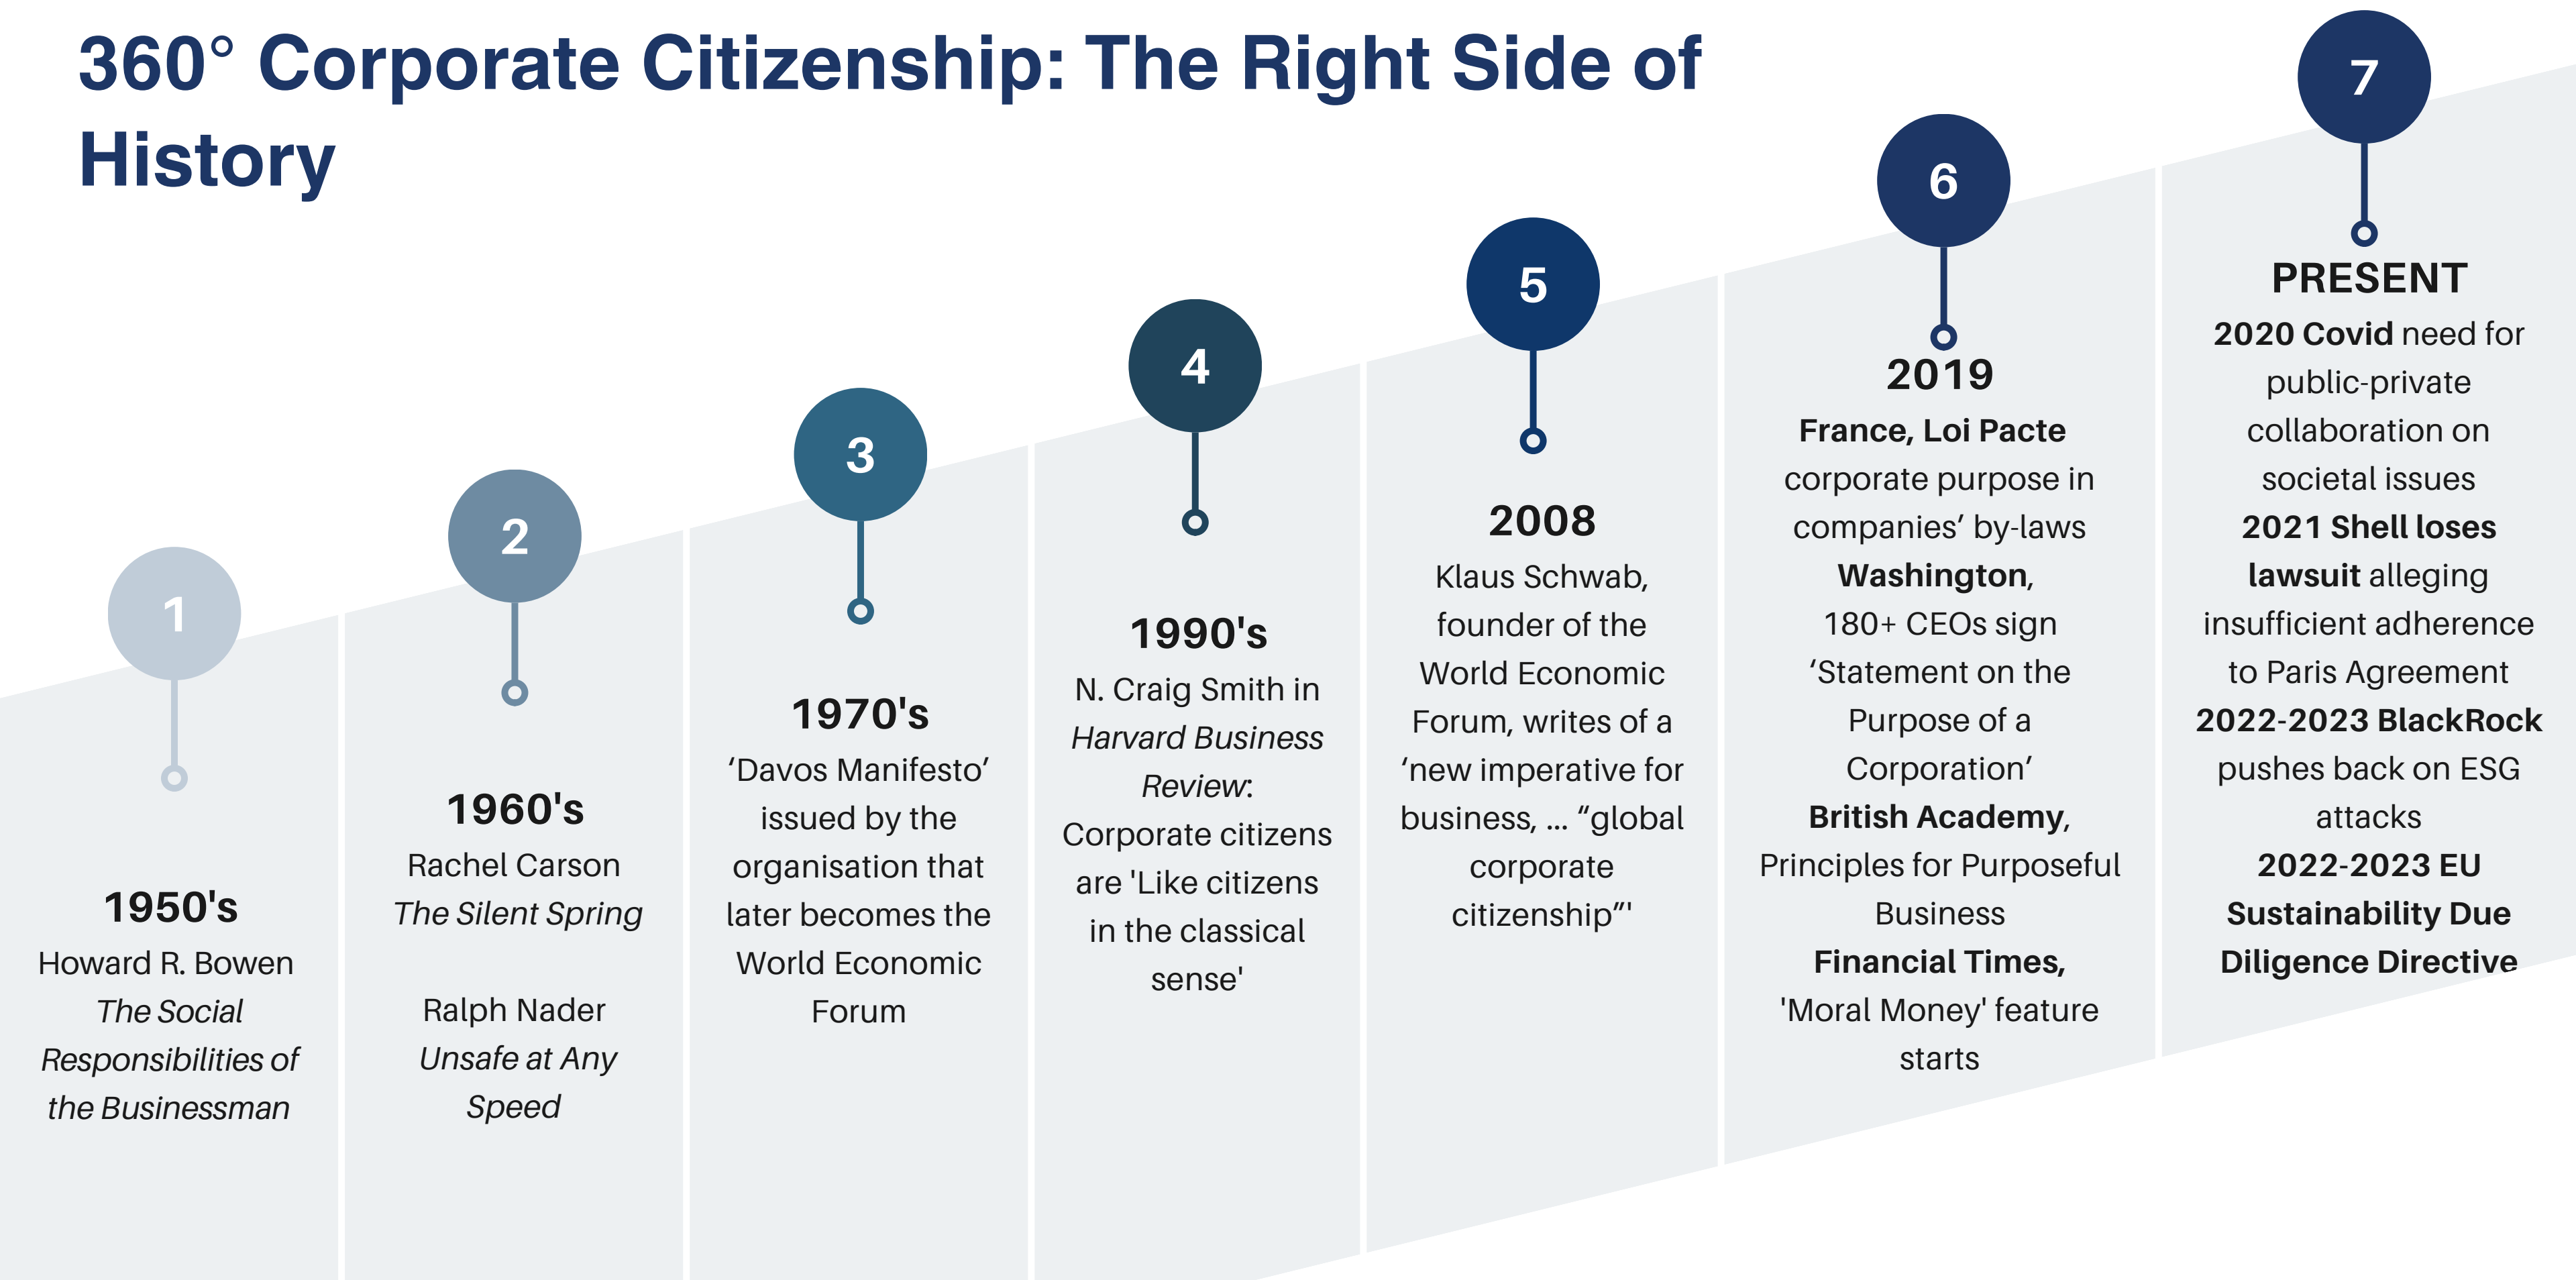 360° Corporate Citizenship: The Right Side of
History
1
1950's
Howard R. Bowen
The Social
Responsibilities of
the Businessman
2
1960's
Rachel Carson
The Silent Spring
Ralph Nader
Unsafe at Any
Speed
3
1970's
‘Davos Manifesto’
issued by the
organisation that
later becomes the
World Economic
Forum
4
1990's
N. Craig Smith in
Harvard Business
Review:
Corporate citizens
are 'Like citizens
in the classical
sense'
5
2008
Klaus Schwab,
founder of the
World Economic
Forum, writes of a
‘new imperative for
business, ... “global
corporate
citizenship”'
6
2019
France, Loi Pacte
corporate purpose in
companies’ by-laws
Washington,
180+ CEOs sign
‘Statement on the
Purpose of a
Corporation’
British Academy,
Principles for Purposeful
Business
Financial Times,
'Moral Money' feature
starts
7
PRESENT
2020 Covid need for
public-private
collaboration on
societal issues
2021 Shell loses
lawsuit alleging
insufficient adherence
to Paris Agreement
2022-2023 BlackRock
pushes back on ESG
attacks
2022-2023 EU
Sustainability Due
Diligence Directive